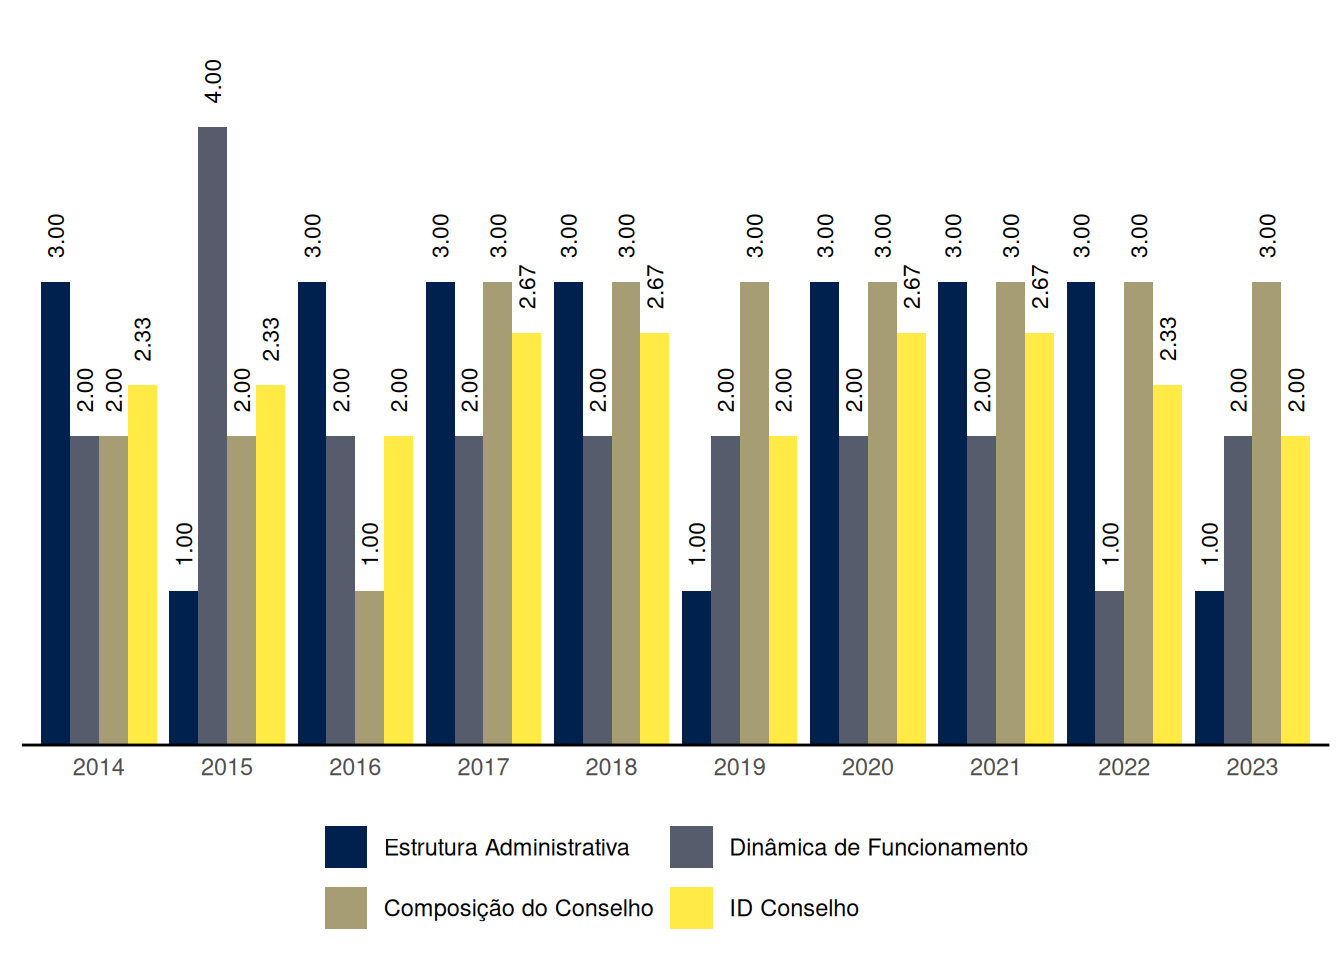 4.00
3.00 3.00 3.00 3.00 3.00 3.00 3.00 3.00 3.00 3.00 3.00 3.00 3.00 3.00
2.67 2.67 2.67 2.67
2.33 2.33 2.33
2.00 2.00 2.00 2.00 2.00 2.00 2.00 2.00 2.00 2.00 2.00 2.00 2.00
1.00 1.00 1.00 1.00 1.00
2014 2015 2016 2017 2018 2019 2020 2021 2022 2023
Estrutura Administrativa Dinâmica de Funcionamento
Composição do Conselho ID Conselho